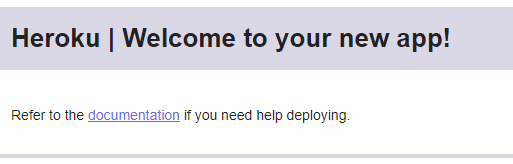 Heroku | Welcome to your new app!
Refer to the documentation if you need help deploying.